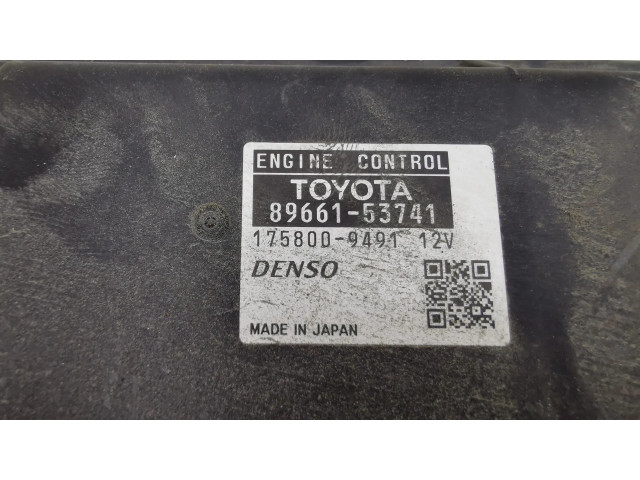 ENGINE CONTROL
TOYOTA
89661-53741
175800-9491 12V
DENSO
MADE IN JAPAN